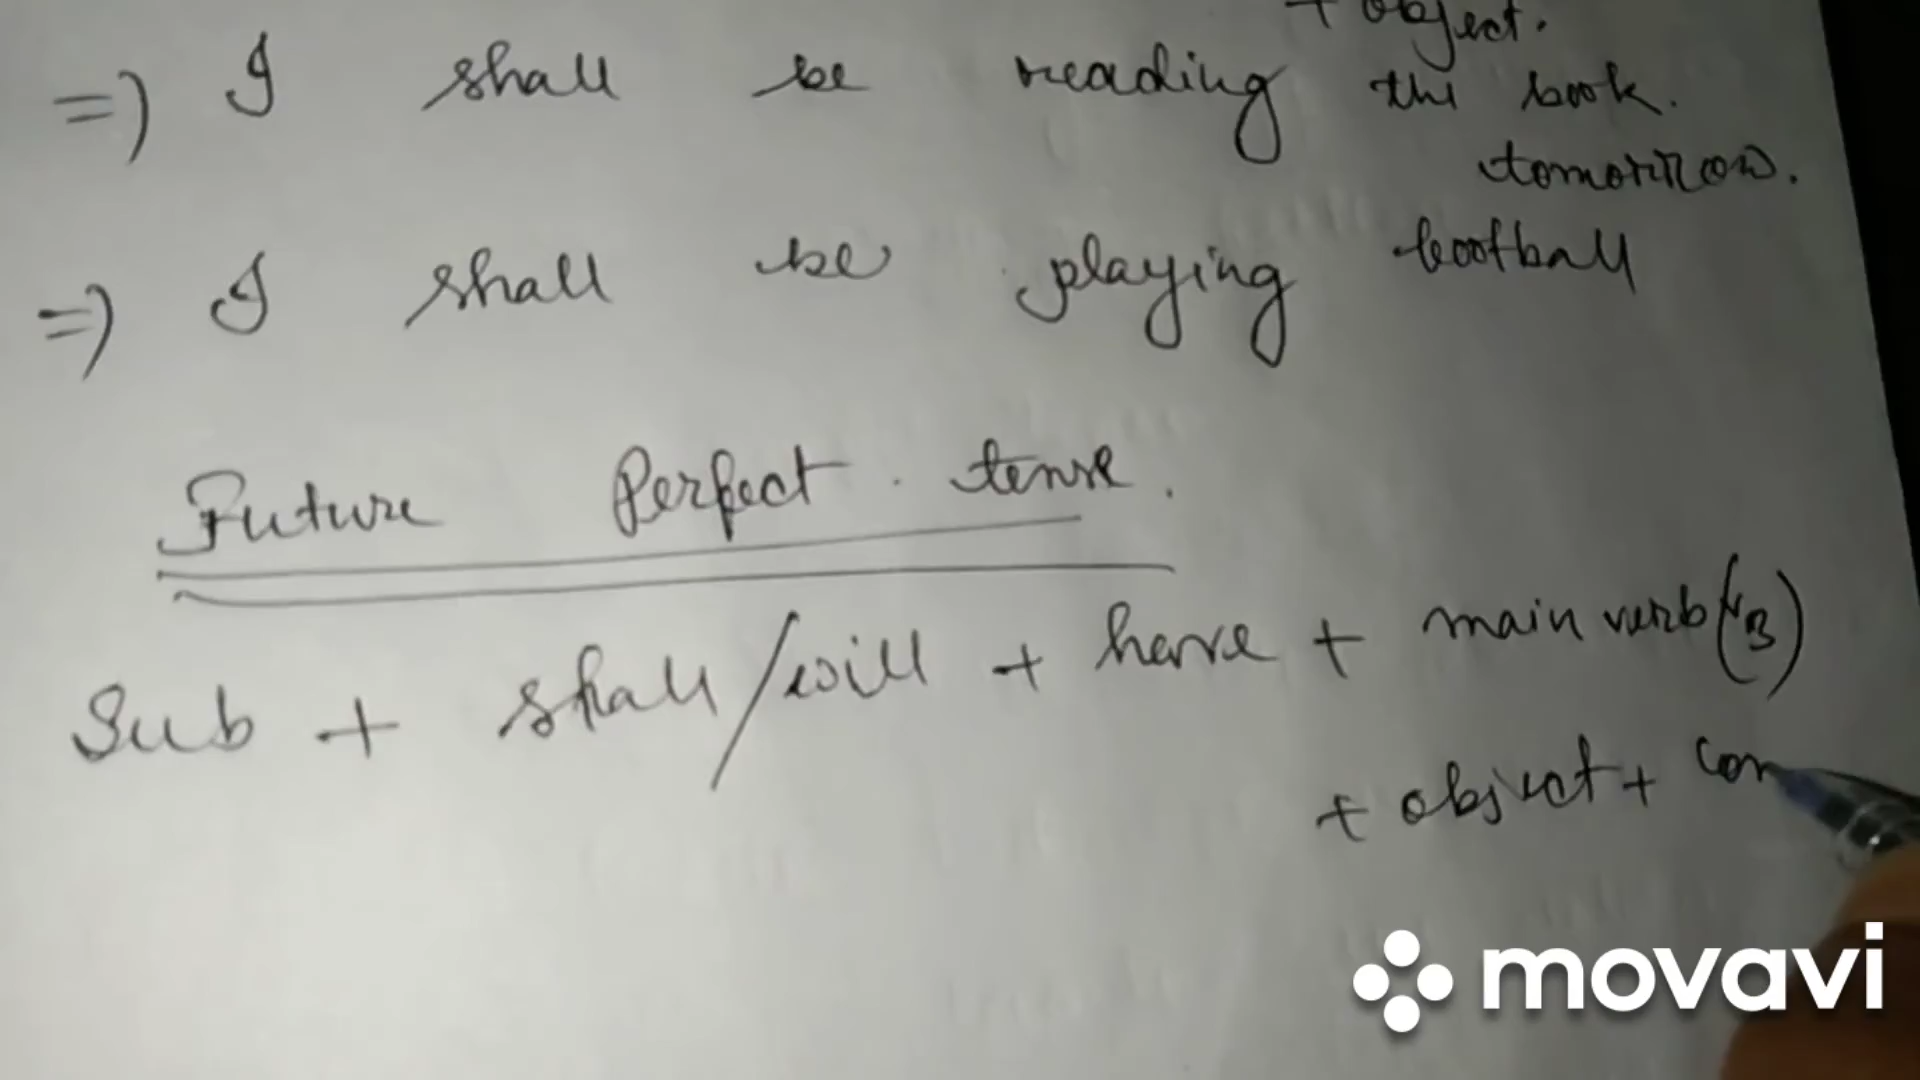 + object.
=) I shall be reading the book.
tomorrow.
=) I shall be playing football
Future Perfect tense.
Sub + shall/will + have + main verb (v3)
+ object + com
movavi